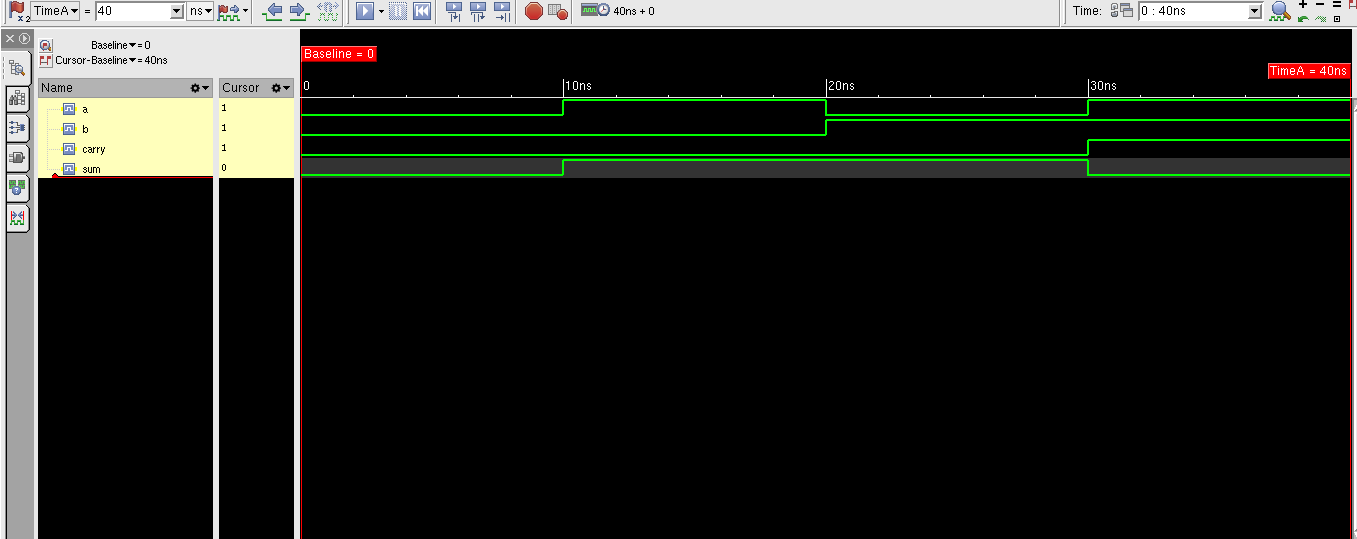 x2 TimeA = 40 ns 40ns + 0 Time: 0 : 40ns
Baseline = 0
Cursor-Baseline = 40ns
Baseline = 0
TimeA = 40ns
Name Cursor 0 10ns 20ns 30ns
a 1
b 1
carry 1
sum 0